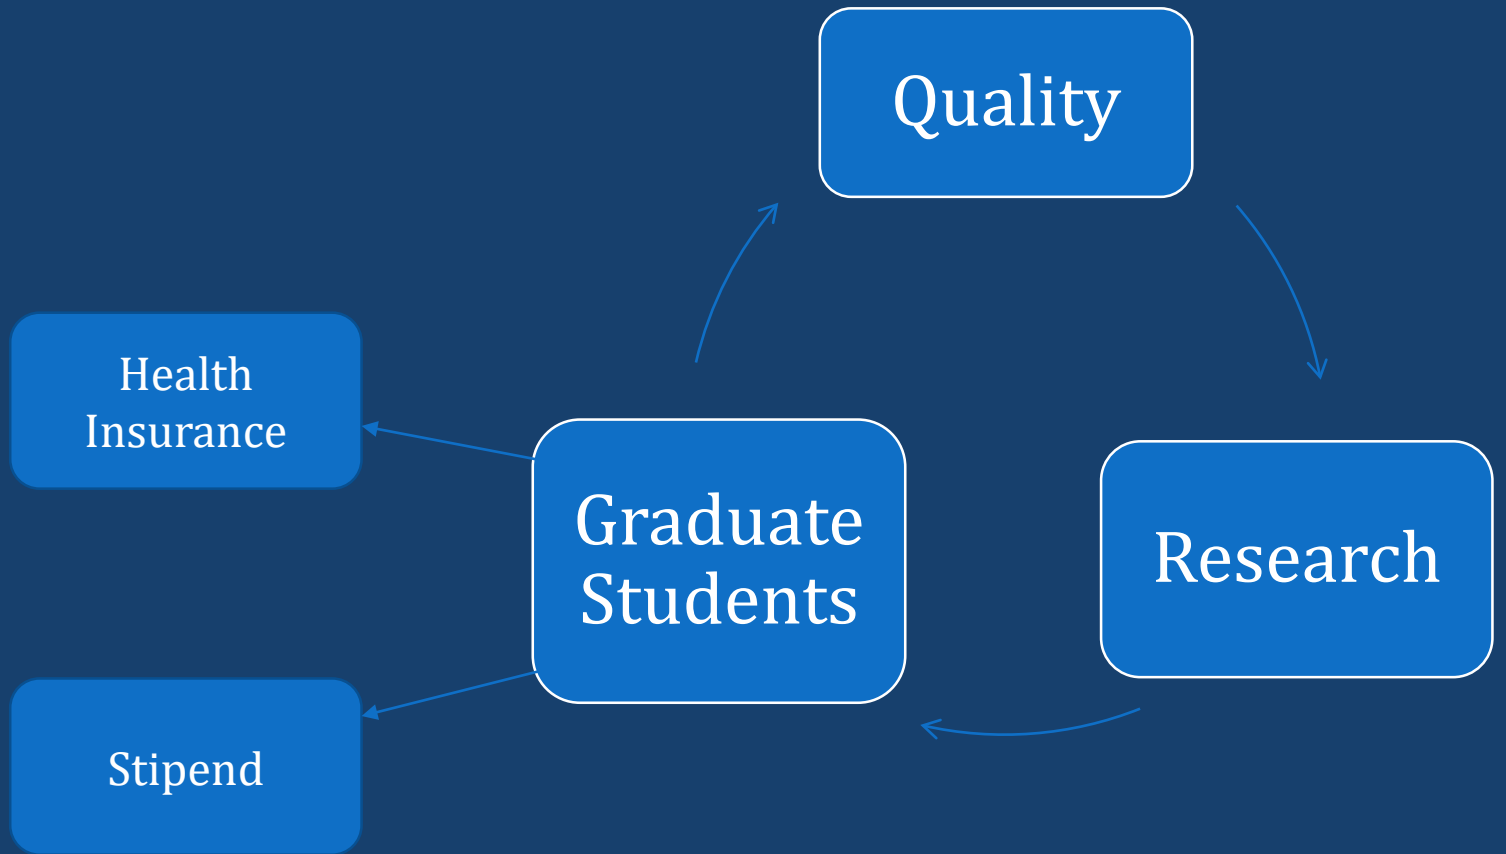 Quality
Health
Insurance
Graduate
Students
Research
Stipend